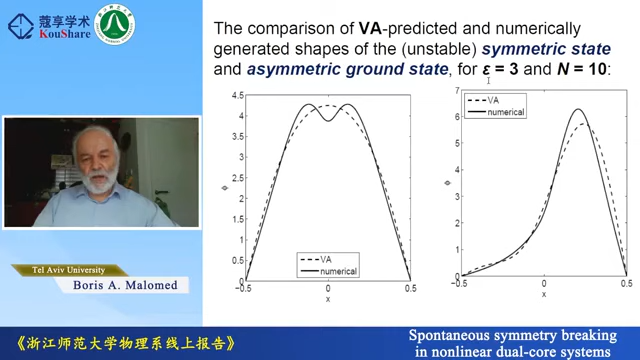 蔻享学术
KouShare
The comparison of VA-predicted and numerically
generated shapes of the (unstable) symmetric state
and asymmetric ground state, for ε = 3 and N = 10:
4.5
4
3.5
3
2.5
2
1.5
1
0.5
0
Φ
-0.5
0
0.5
x
VA
numerical
7
6
5
4
3
2
1
0
Φ
-0.5
0
0.5
x
VA
numerical
Tel Aviv University
Boris A. Malomed
《浙江师范大学物理系线上报告》
Spontaneous symmetry breaking
in nonlinear dual-core systems